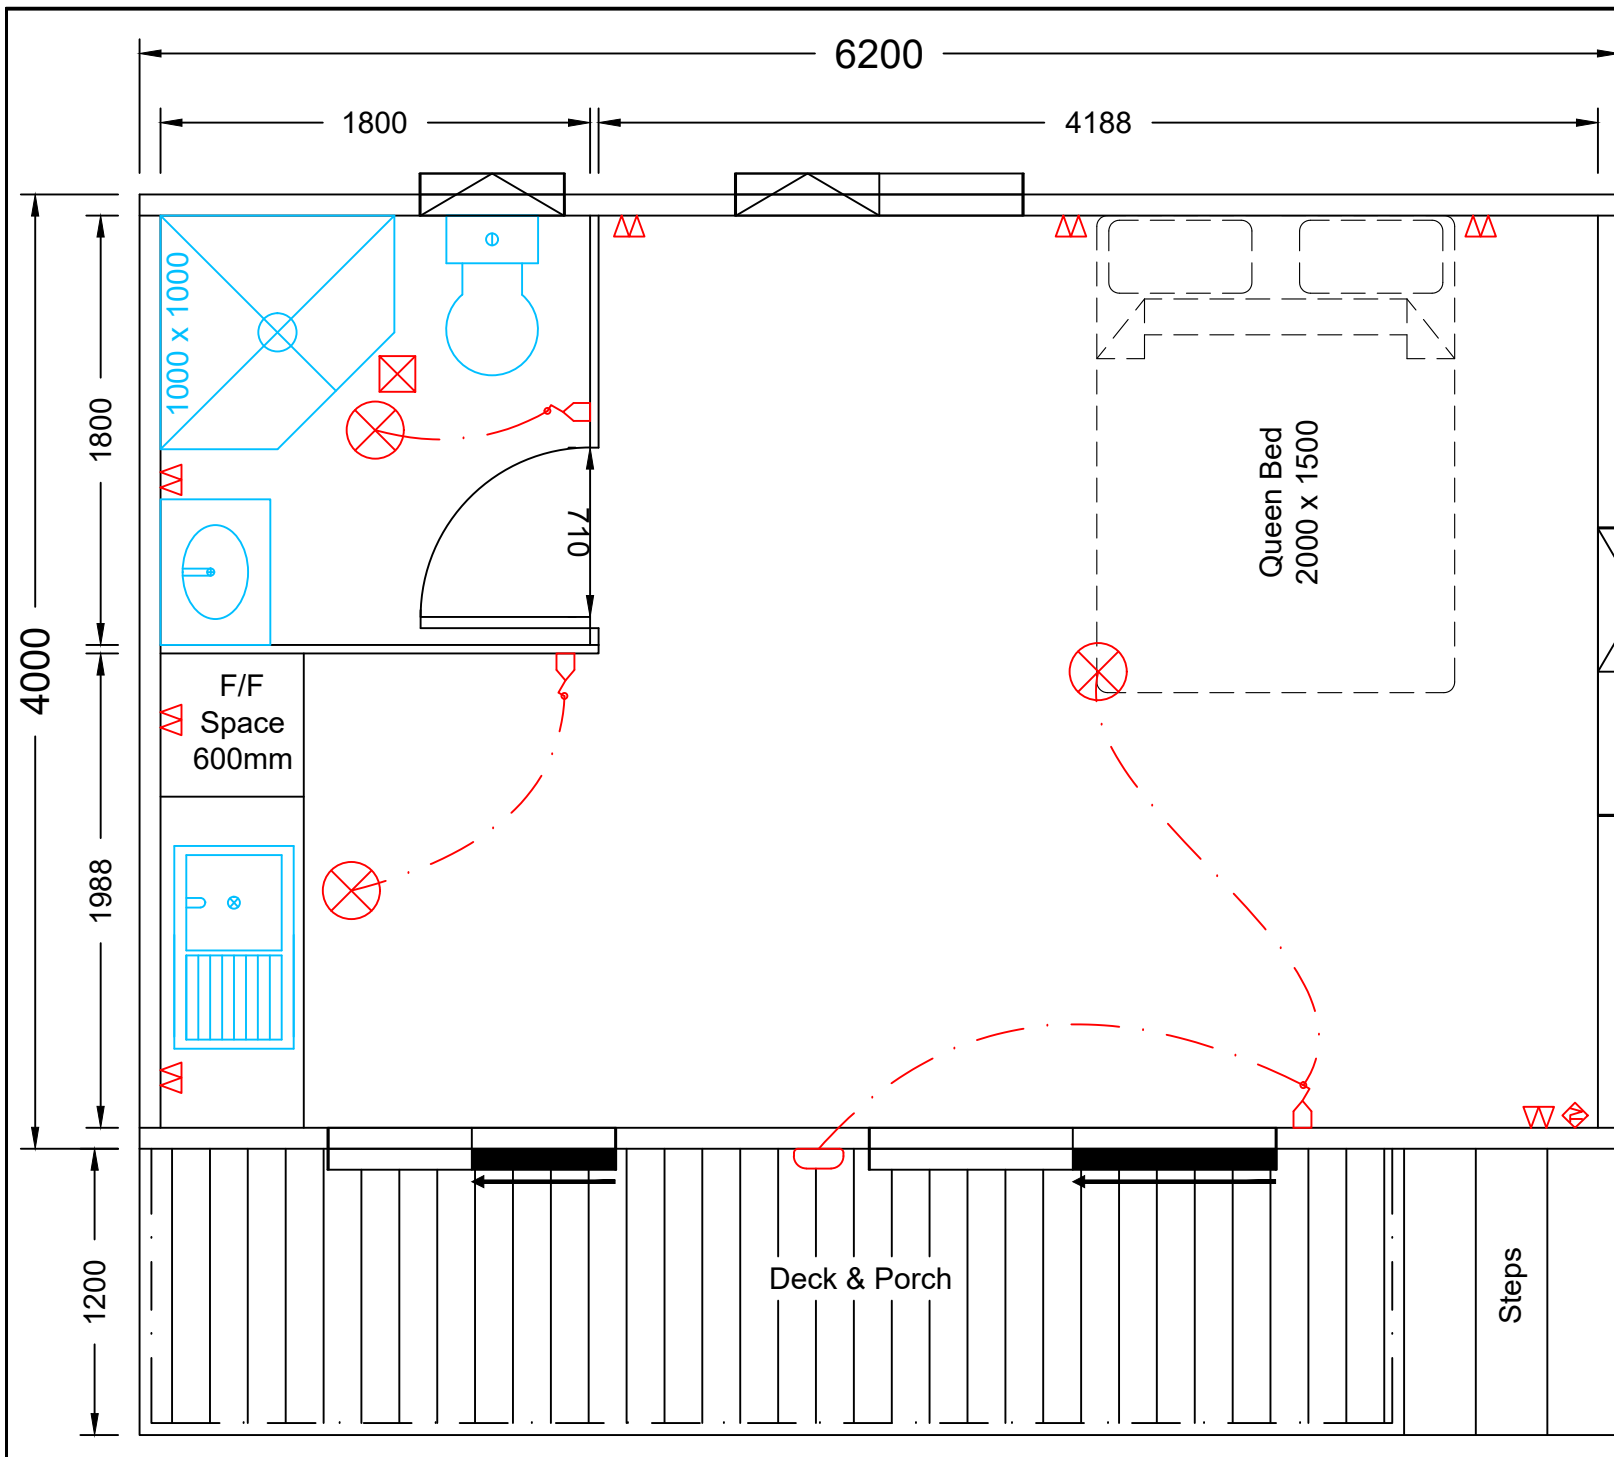 6200
1800
4188
1000 x 1000
1800
710
Queen Bed
2000 x 1500
4000
F/F
Space
600mm
1988
1200
Deck & Porch
Steps